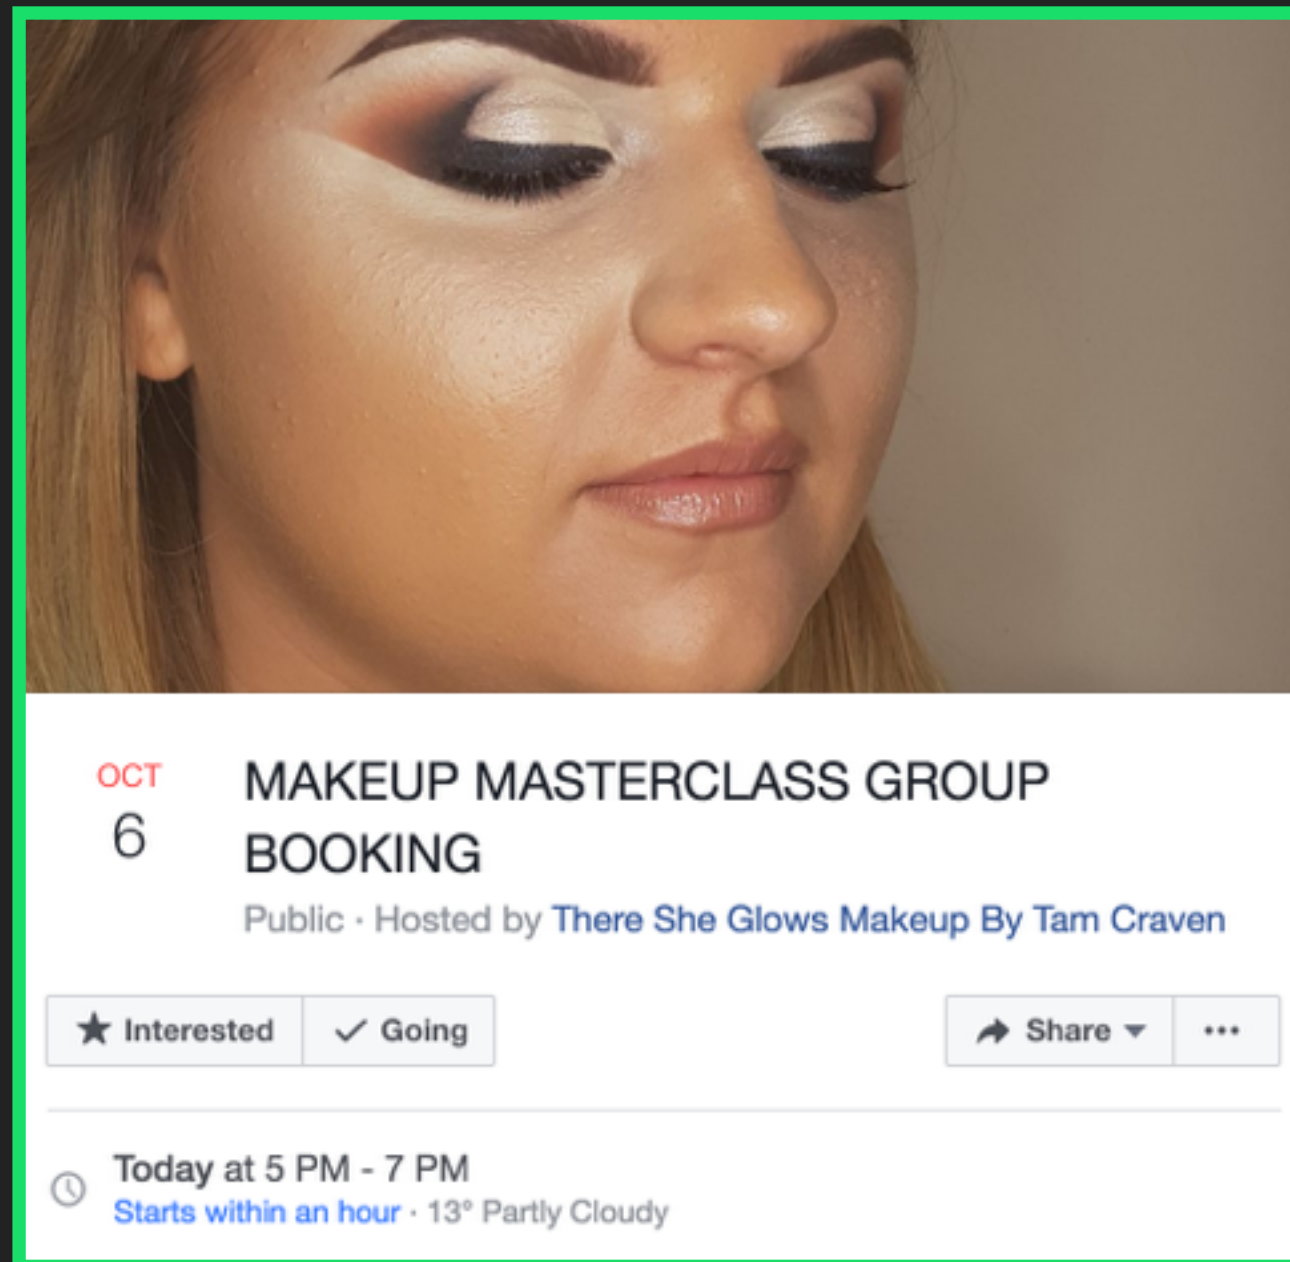 OCT
6
MAKEUP MASTERCLASS GROUP
BOOKING
Public · Hosted by There She Glows Makeup By Tam Craven
Interested
Going
Share
Today at 5 PM - 7 PM
Starts within an hour · 13° Partly Cloudy